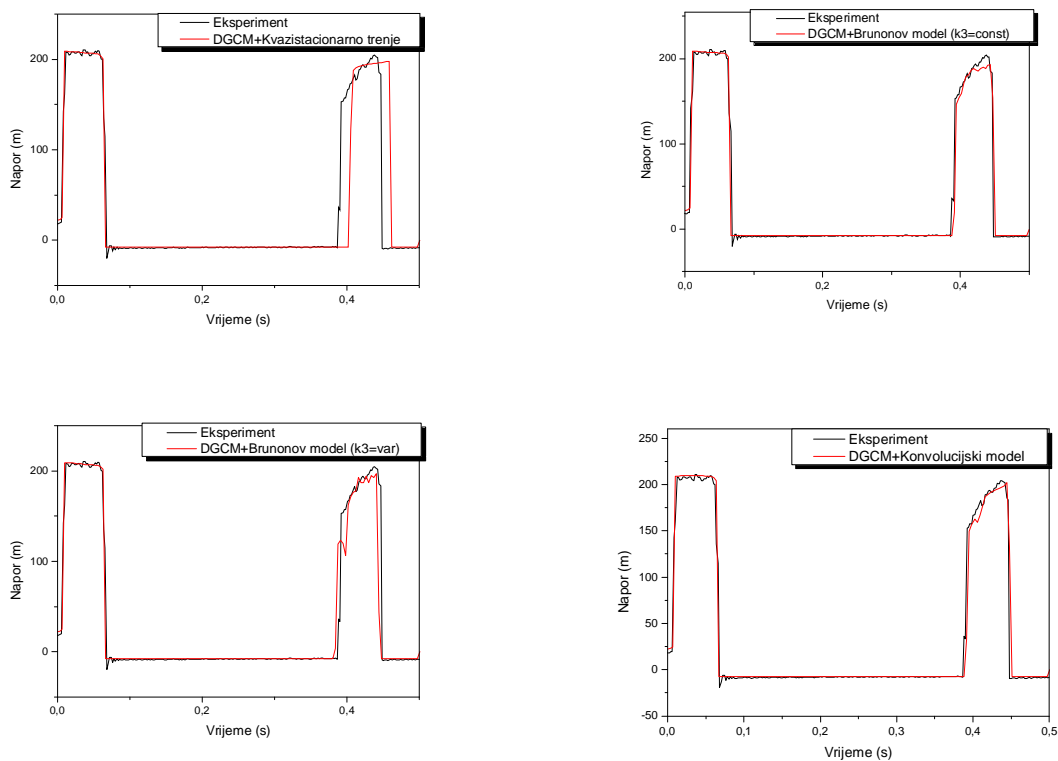 Eksperiment
DGCM+Kvazistacionarno trenje
200
100
0
Napor (m)
0,0
0,2
0,4
Vrijeme (s)
Eksperiment
DGCM+Brunonov model (k3=const)
200
100
0
Napor (m)
0,0
0,2
0,4
Vrijeme (s)
Eksperiment
DGCM+Brunonov model (k3=var)
200
100
0
Napor (m)
0,0
0,2
0,4
Vrijeme (s)
Eksperiment
DGCM+Konvolucijski model
250
200
150
100
50
0
-50
Napor (m)
0,0
0,1
0,2
0,3
0,4
0,5
Vrijeme (s)